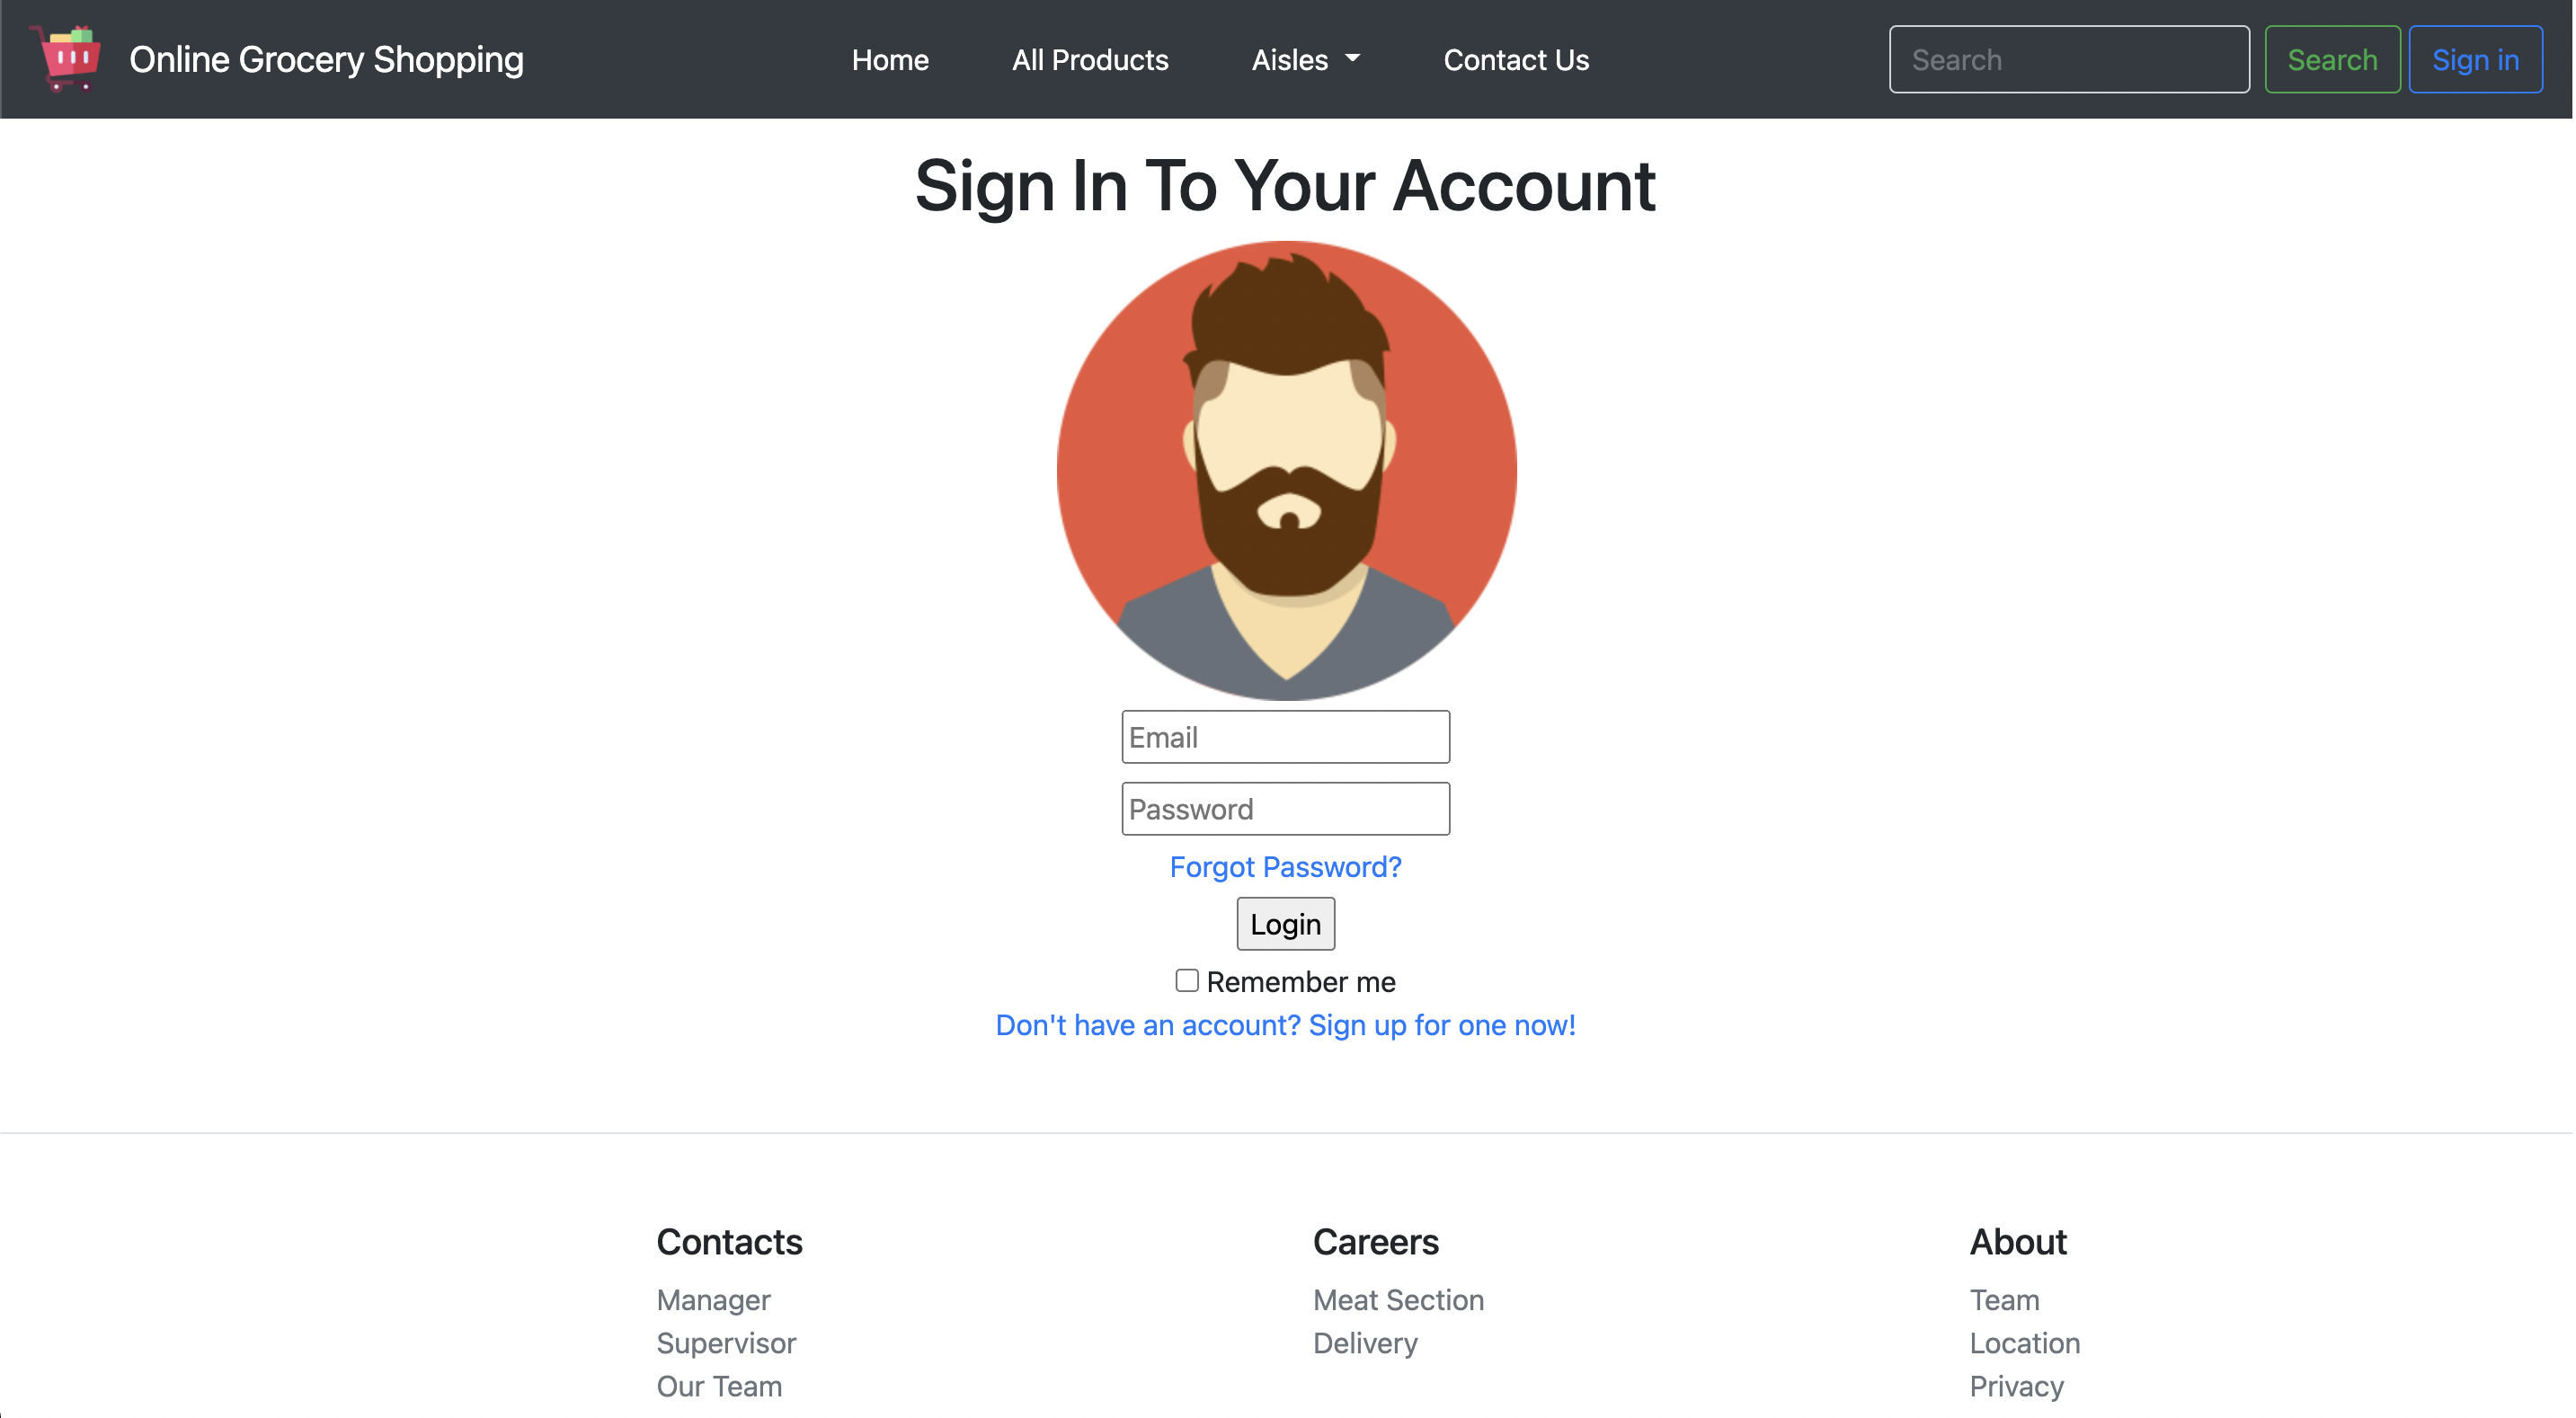 Online Grocery Shopping Home All Products Aisles Contact Us Search Search Sign in
Sign In To Your Account
Email
Password
Forgot Password?
Login
Remember me
Don't have an account? Sign up for one now!
Contacts
Manager
Supervisor
Our Team
Careers
Meat Section
Delivery
About
Team
Location
Privacy